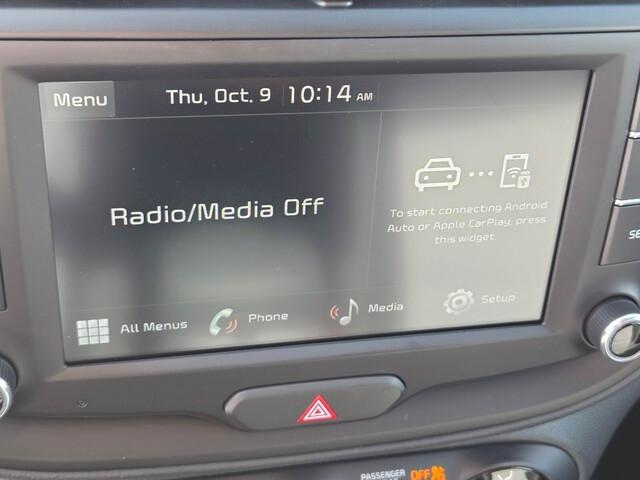 Menu
Thu, Oct. 9 10:14 AM
Radio/Media Off
To start connecting Android
Auto or Apple CarPlay, press
this widget.
All Menus
Phone
Media
Setup
SE
PASSENGER
OFF